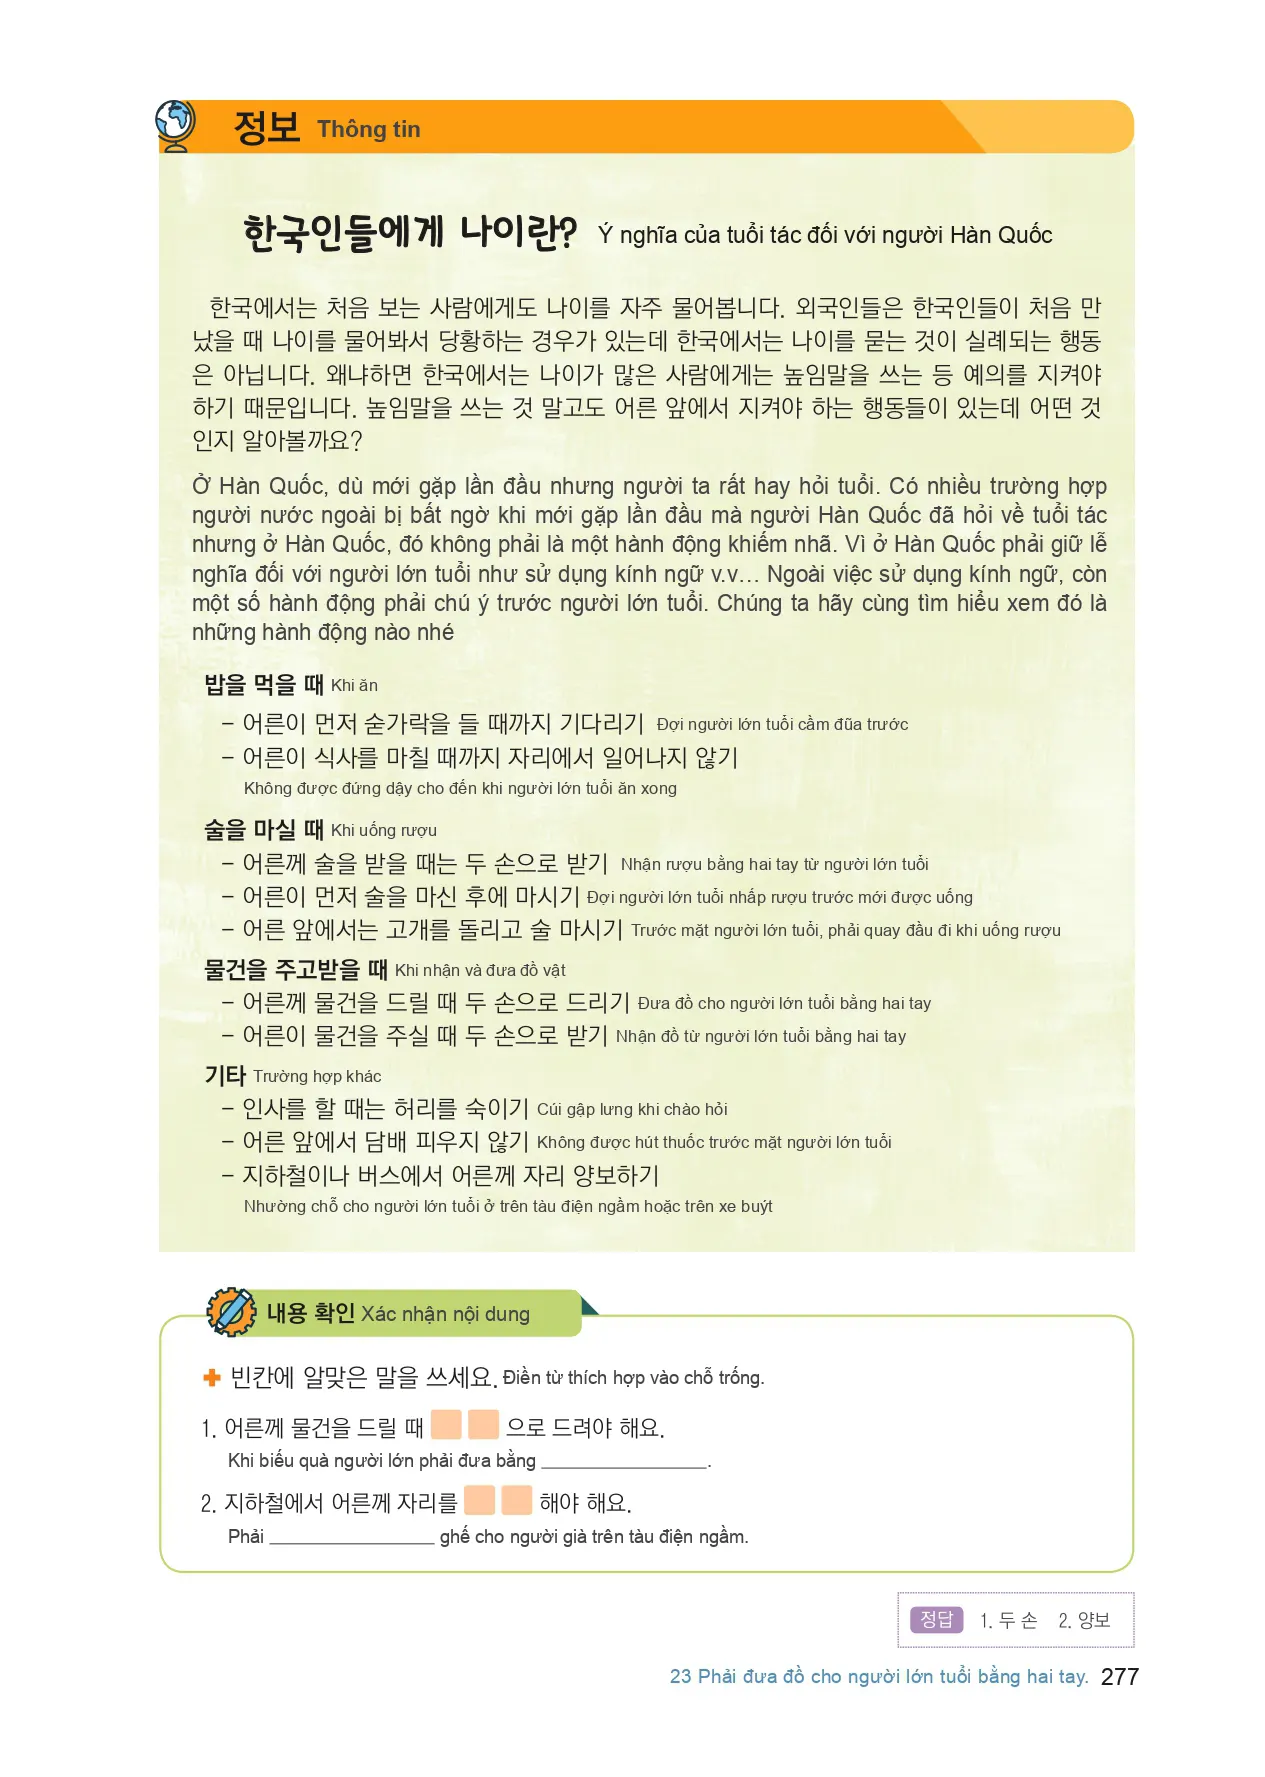 정보 Thông tin
한국인들에게 나이란? Ý nghĩa của tuổi tác đối với người Hàn Quốc
한국에서는 처음 보는 사람에게도 나이를 자주 물어봅니다. 외국인들은 한국인들이 처음 만
났을 때 나이를 물어봐서 당황하는 경우가 있는데 한국에서는 나이를 묻는 것이 실례되는 행동
은 아닙니다. 왜냐하면 한국에서는 나이가 많은 사람에게는 높임말을 쓰는 등 예의를 지켜야
하기 때문입니다. 높임말을 쓰는 것 말고도 어른 앞에서 지켜야 하는 행동들이 있는데 어떤 것
인지 알아볼까요?
Ở Hàn Quốc, dù mới gặp lần đầu nhưng người ta rất hay hỏi tuổi. Có nhiều trường hợp
người nước ngoài bị bất ngờ khi mới gặp lần đầu mà người Hàn Quốc đã hỏi về tuổi tác
nhưng ở Hàn Quốc, đó không phải là một hành động khiếm nhã. Vì ở Hàn Quốc phải giữ lễ
nghĩa đối với người lớn tuổi như sử dụng kính ngữ v.v… Ngoài việc sử dụng kính ngữ, còn
một số hành động phải chú ý trước người lớn tuổi. Chúng ta hãy cùng tìm hiểu xem đó là
những hành động nào nhé
밥을 먹을 때 Khi ăn
– 어른이 먼저 숟가락을 들 때까지 기다리기 Đợi người lớn tuổi cầm đũa trước
– 어른이 식사를 마칠 때까지 자리에서 일어나지 않기
Không được đứng dậy cho đến khi người lớn tuổi ăn xong
술을 마실 때 Khi uống rượu
– 어른께 술을 받을 때는 두 손으로 받기 Nhận rượu bằng hai tay từ người lớn tuổi
– 어른이 먼저 술을 마신 후에 마시기 Đợi người lớn tuổi nhấp rượu trước mới được uống
– 어른 앞에서는 고개를 돌리고 술 마시기 Trước mặt người lớn tuổi, phải quay đầu đi khi uống rượu
물건을 주고받을 때 Khi nhận và đưa đồ vật
– 어른께 물건을 드릴 때 두 손으로 드리기 Đưa đồ cho người lớn tuổi bằng hai tay
– 어른이 물건을 주실 때 두 손으로 받기 Nhận đồ từ người lớn tuổi bằng hai tay
기타 Trường hợp khác
– 인사를 할 때는 허리를 숙이기 Cúi gập lưng khi chào hỏi
– 어른 앞에서 담배 피우지 않기 Không được hút thuốc trước mặt người lớn tuổi
– 지하철이나 버스에서 어른께 자리 양보하기
Nhường chỗ cho người lớn tuổi ở trên tàu điện ngầm hoặc trên xe buýt
내용 확인 Xác nhận nội dung
빈칸에 알맞은 말을 쓰세요. Điền từ thích hợp vào chỗ trống.
1. 어른께 물건을 드릴 때 으로 드려야 해요.
Khi biếu quà người lớn phải đưa bằng _________________.
2. 지하철에서 어른께 자리를 해야 해요.
Phải _________________ ghế cho người già trên tàu điện ngầm.
정답 1. 두 손 2. 양보
23 Phải đưa đồ cho người lớn tuổi bằng hai tay. 277